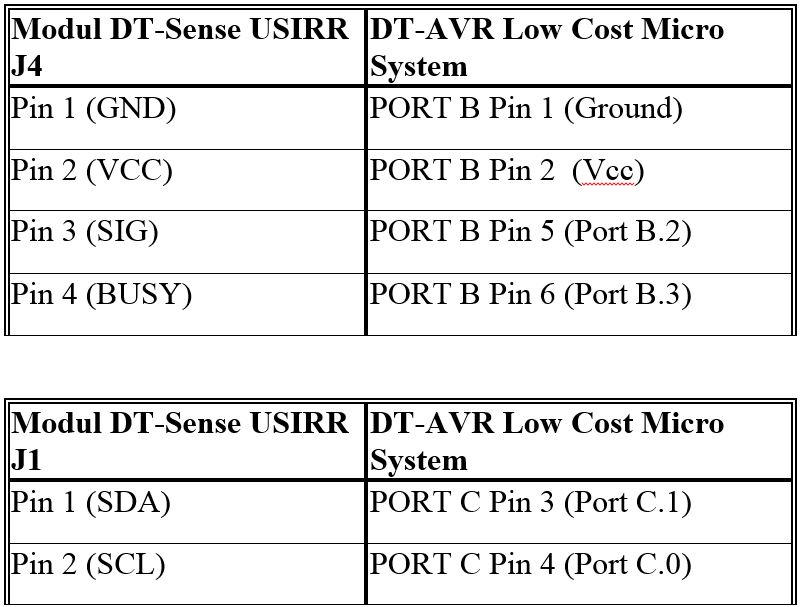 Modul DT-Sense USIRR DT-AVR Low Cost Micro
J4 System
Pin 1 (GND) PORT B Pin 1 (Ground)
Pin 2 (VCC) PORT B Pin 2  (Vcc)
Pin 3 (SIG) PORT B Pin 5 (Port B.2)
Pin 4 (BUSY) PORT B Pin 6 (Port B.3)
Modul DT-Sense USIRR DT-AVR Low Cost Micro
J1 System
Pin 1 (SDA) PORT C Pin 3 (Port C.1)
Pin 2 (SCL) PORT C Pin 4 (Port C.0)